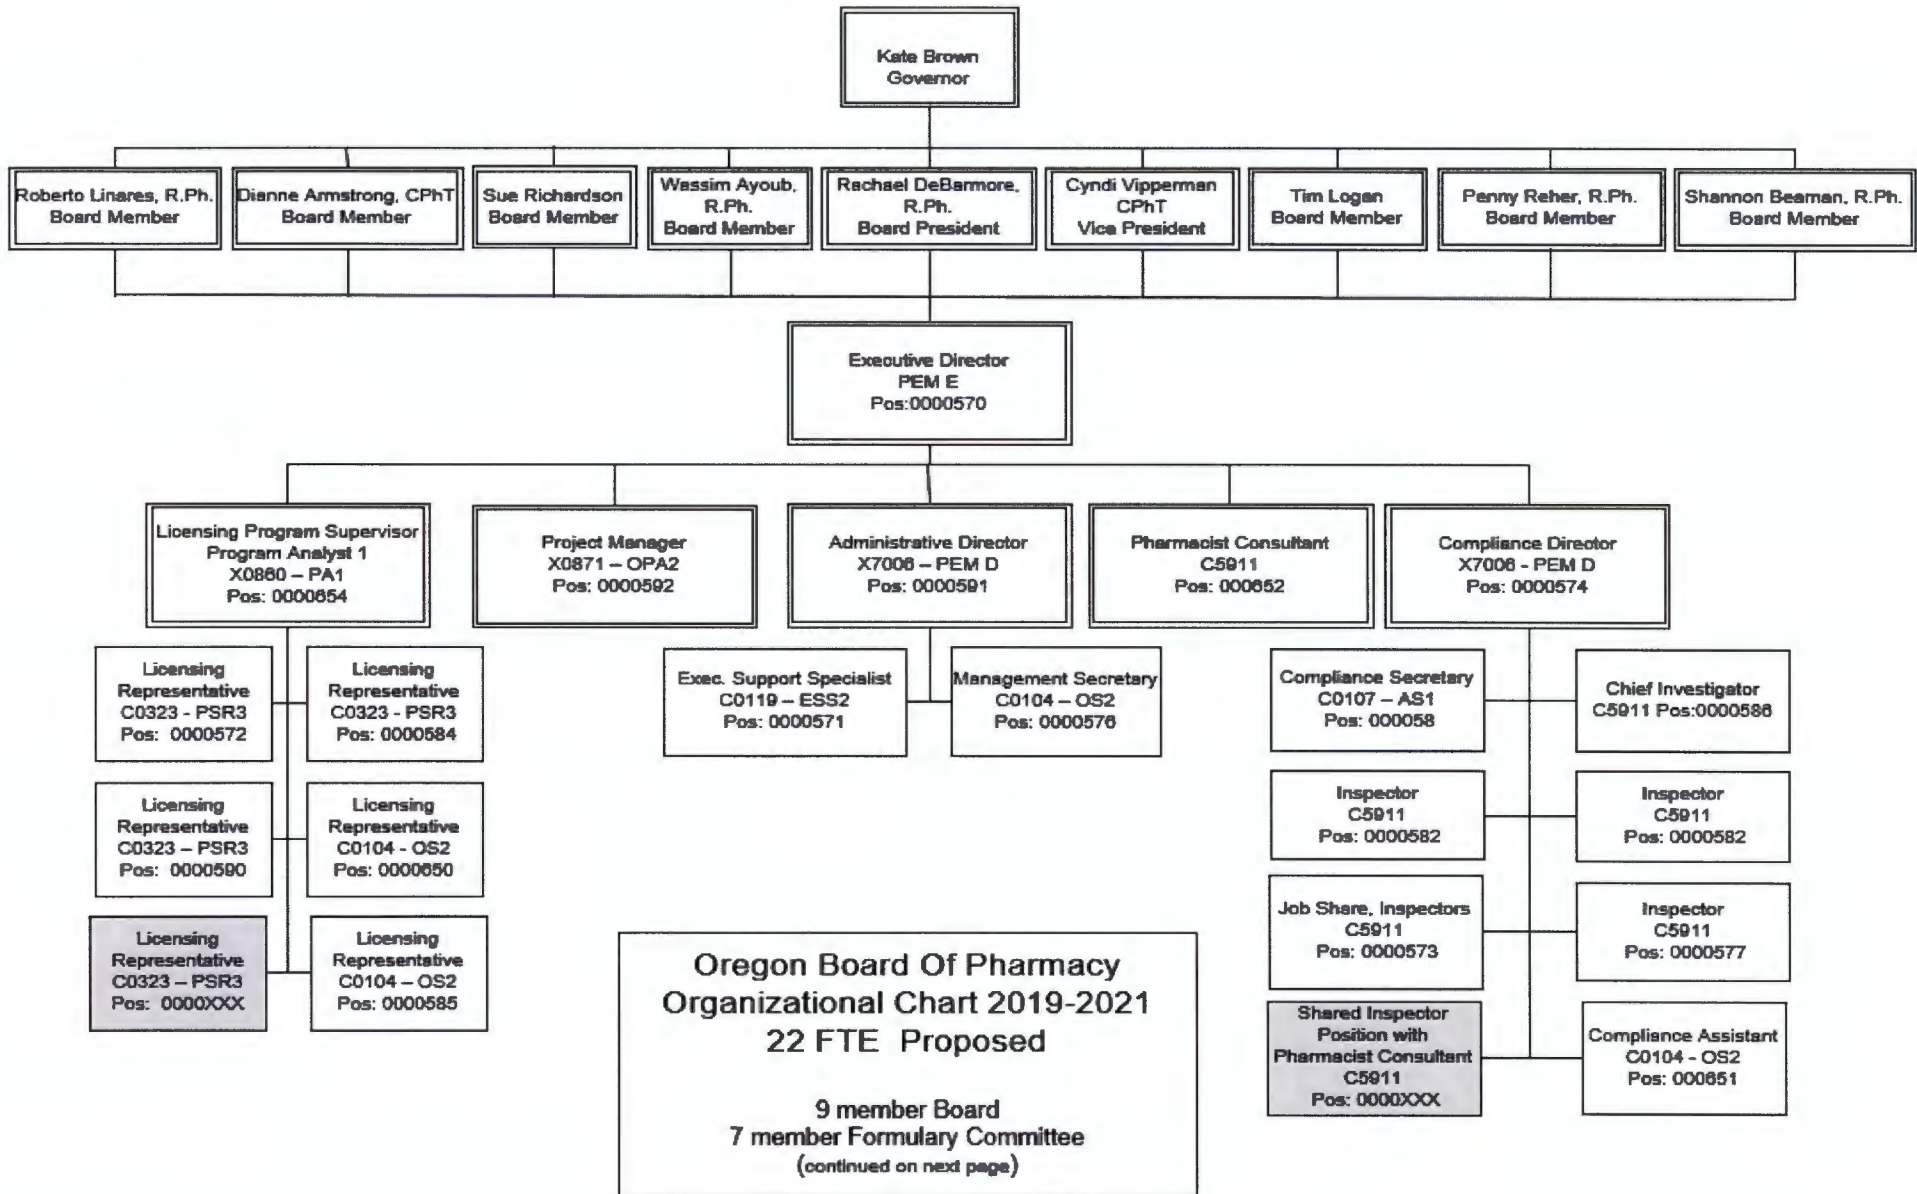 Kate Brown
Governor
Roberto Linares, R.Ph.
Board Member
Dianne Armstrong, CPhT
Board Member
Sue Richardson
Board Member
Wassim Ayoub,
R.Ph.
Board Member
Rachael DeBarmore,
R.Ph.
Board President
Cyndi Vipperman
CPhT
Vice President
Tim Logan
Board Member
Penny Reher, R.Ph.
Board Member
Shannon Beaman, R.Ph.
Board Member
Executive Director
PEM E
Pos:0000570
Licensing Program Supervisor
Program Analyst 1
X0860 – PA1
Pos: 0000654
Project Manager
X0871 – OPA2
Pos: 0000592
Administrative Director
X7006 – PEM D
Pos: 0000591
Pharmacist Consultant
C5911
Pos: 000652
Compliance Director
X7006 - PEM D
Pos: 0000574
Licensing
Representative
C0323 - PSR3
Pos: 0000572
Licensing
Representative
C0323 - PSR3
Pos: 0000584
Exec. Support Specialist
C0119 – ESS2
Pos: 0000571
Management Secretary
C0104 – OS2
Pos: 0000576
Compliance Secretary
C0107 – AS1
Pos: 000058
Chief Investigator
C5911 Pos:0000586
Licensing
Representative
C0323 – PSR3
Pos: 0000590
Licensing
Representative
C0104 - OS2
Pos: 0000650
Inspector
C5911
Pos: 0000582
Inspector
C5911
Pos: 0000582
Licensing
Representative
C0323 – PSR3
Pos: 0000XXX
Licensing
Representative
C0104 – OS2
Pos: 0000585
Job Share, Inspectors
C5911
Pos: 0000573
Inspector
C5911
Pos: 0000577
Shared Inspector
Position with
Pharmacist Consultant
C5911
Pos: 0000XXX
Compliance Assistant
C0104 - OS2
Pos: 000651
Oregon Board Of Pharmacy
Organizational Chart 2019-2021
22 FTE Proposed
9 member Board
7 member Formulary Committee
(continued on next page)